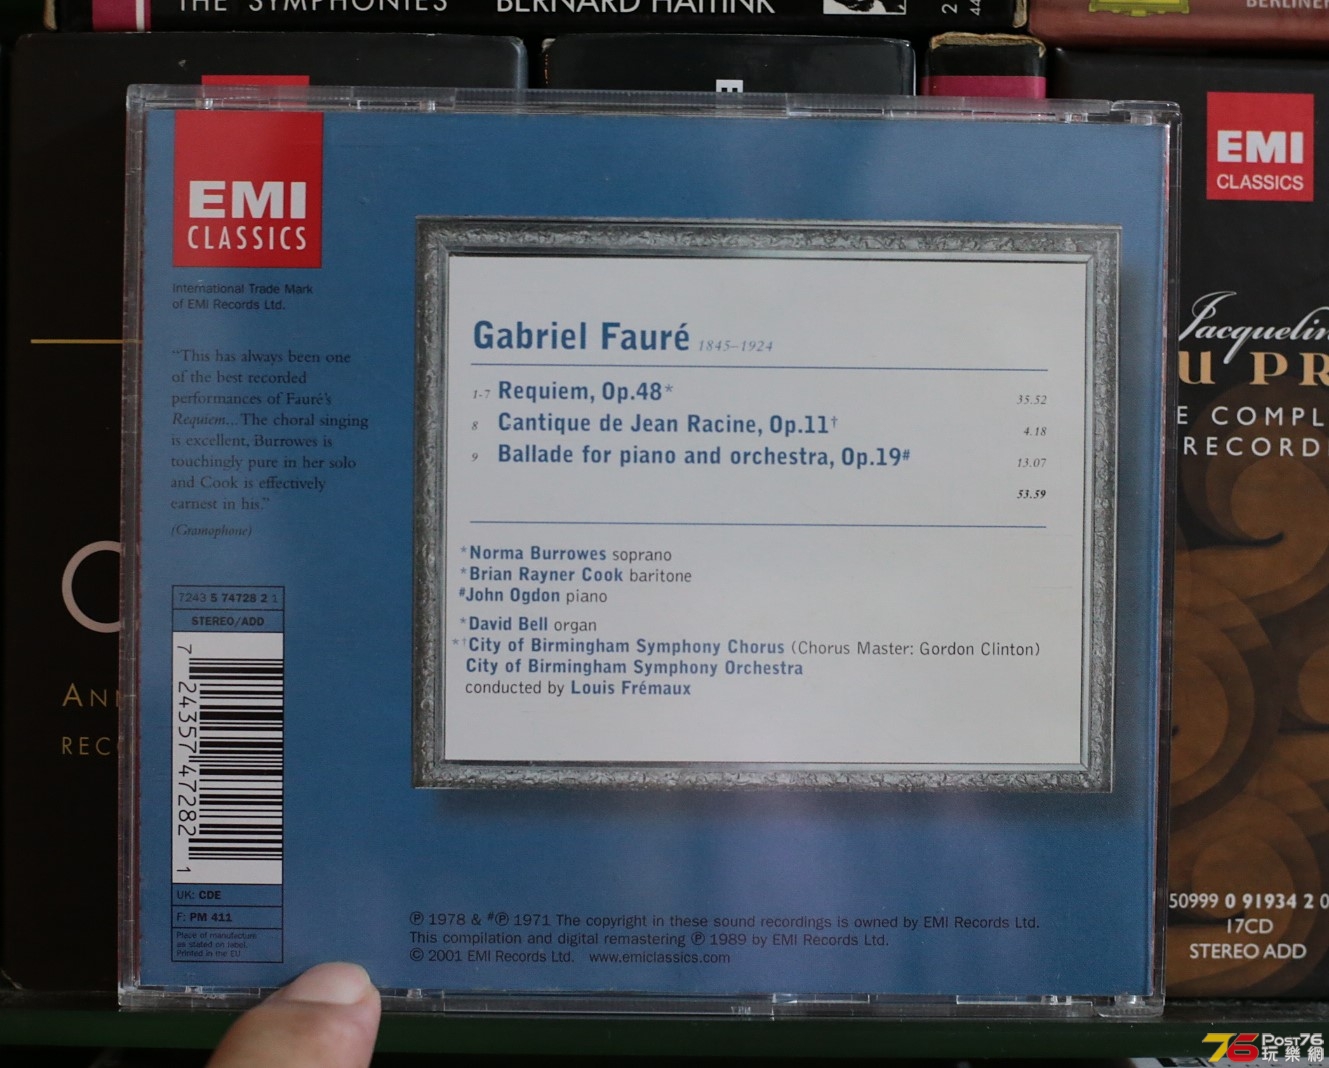 THE SYMPHONIES BERNARD HAITINK
EMI
CLASSICS
International Trade Mark
of EMI Records Ltd.
"This has always been one
of the best recorded
performances of Fauré's
Requiem... The choral singing
is excellent, Burrowes is
touchingly pure in her solo
and Cook is effectively
earnest in his."
(Gramophone)
7243 5 74728 2 1
STEREO/ADD
7 24357 47282 1
UK: CDE
F: PM 411
Place of manufacture
as stated on label.
Printed in the EU
Gabriel Fauré 1845–1924
1-7 Requiem, Op.48* 35.52
8 Cantique de Jean Racine, Op.11† 4.18
9 Ballade for piano and orchestra, Op.19# 13.07
53.59
*Norma Burrowes soprano
*Brian Rayner Cook baritone
#John Ogdon piano
*David Bell organ
*†City of Birmingham Symphony Chorus (Chorus Master: Gordon Clinton)
City of Birmingham Symphony Orchestra
conducted by Louis Frémaux
℗ 1978 & #℗ 1971 The copyright in these sound recordings is owned by EMI Records Ltd.
This compilation and digital remastering ℗ 1989 by EMI Records Ltd.
© 2001 EMI Records Ltd. www.emiclassics.com
EMI
CLASSICS
Jacquelin
U PR
E COMPL
RECORD
50999 0 91934 2 0
17CD
STEREO ADD
ANN
REC
76 Post76
玩樂網